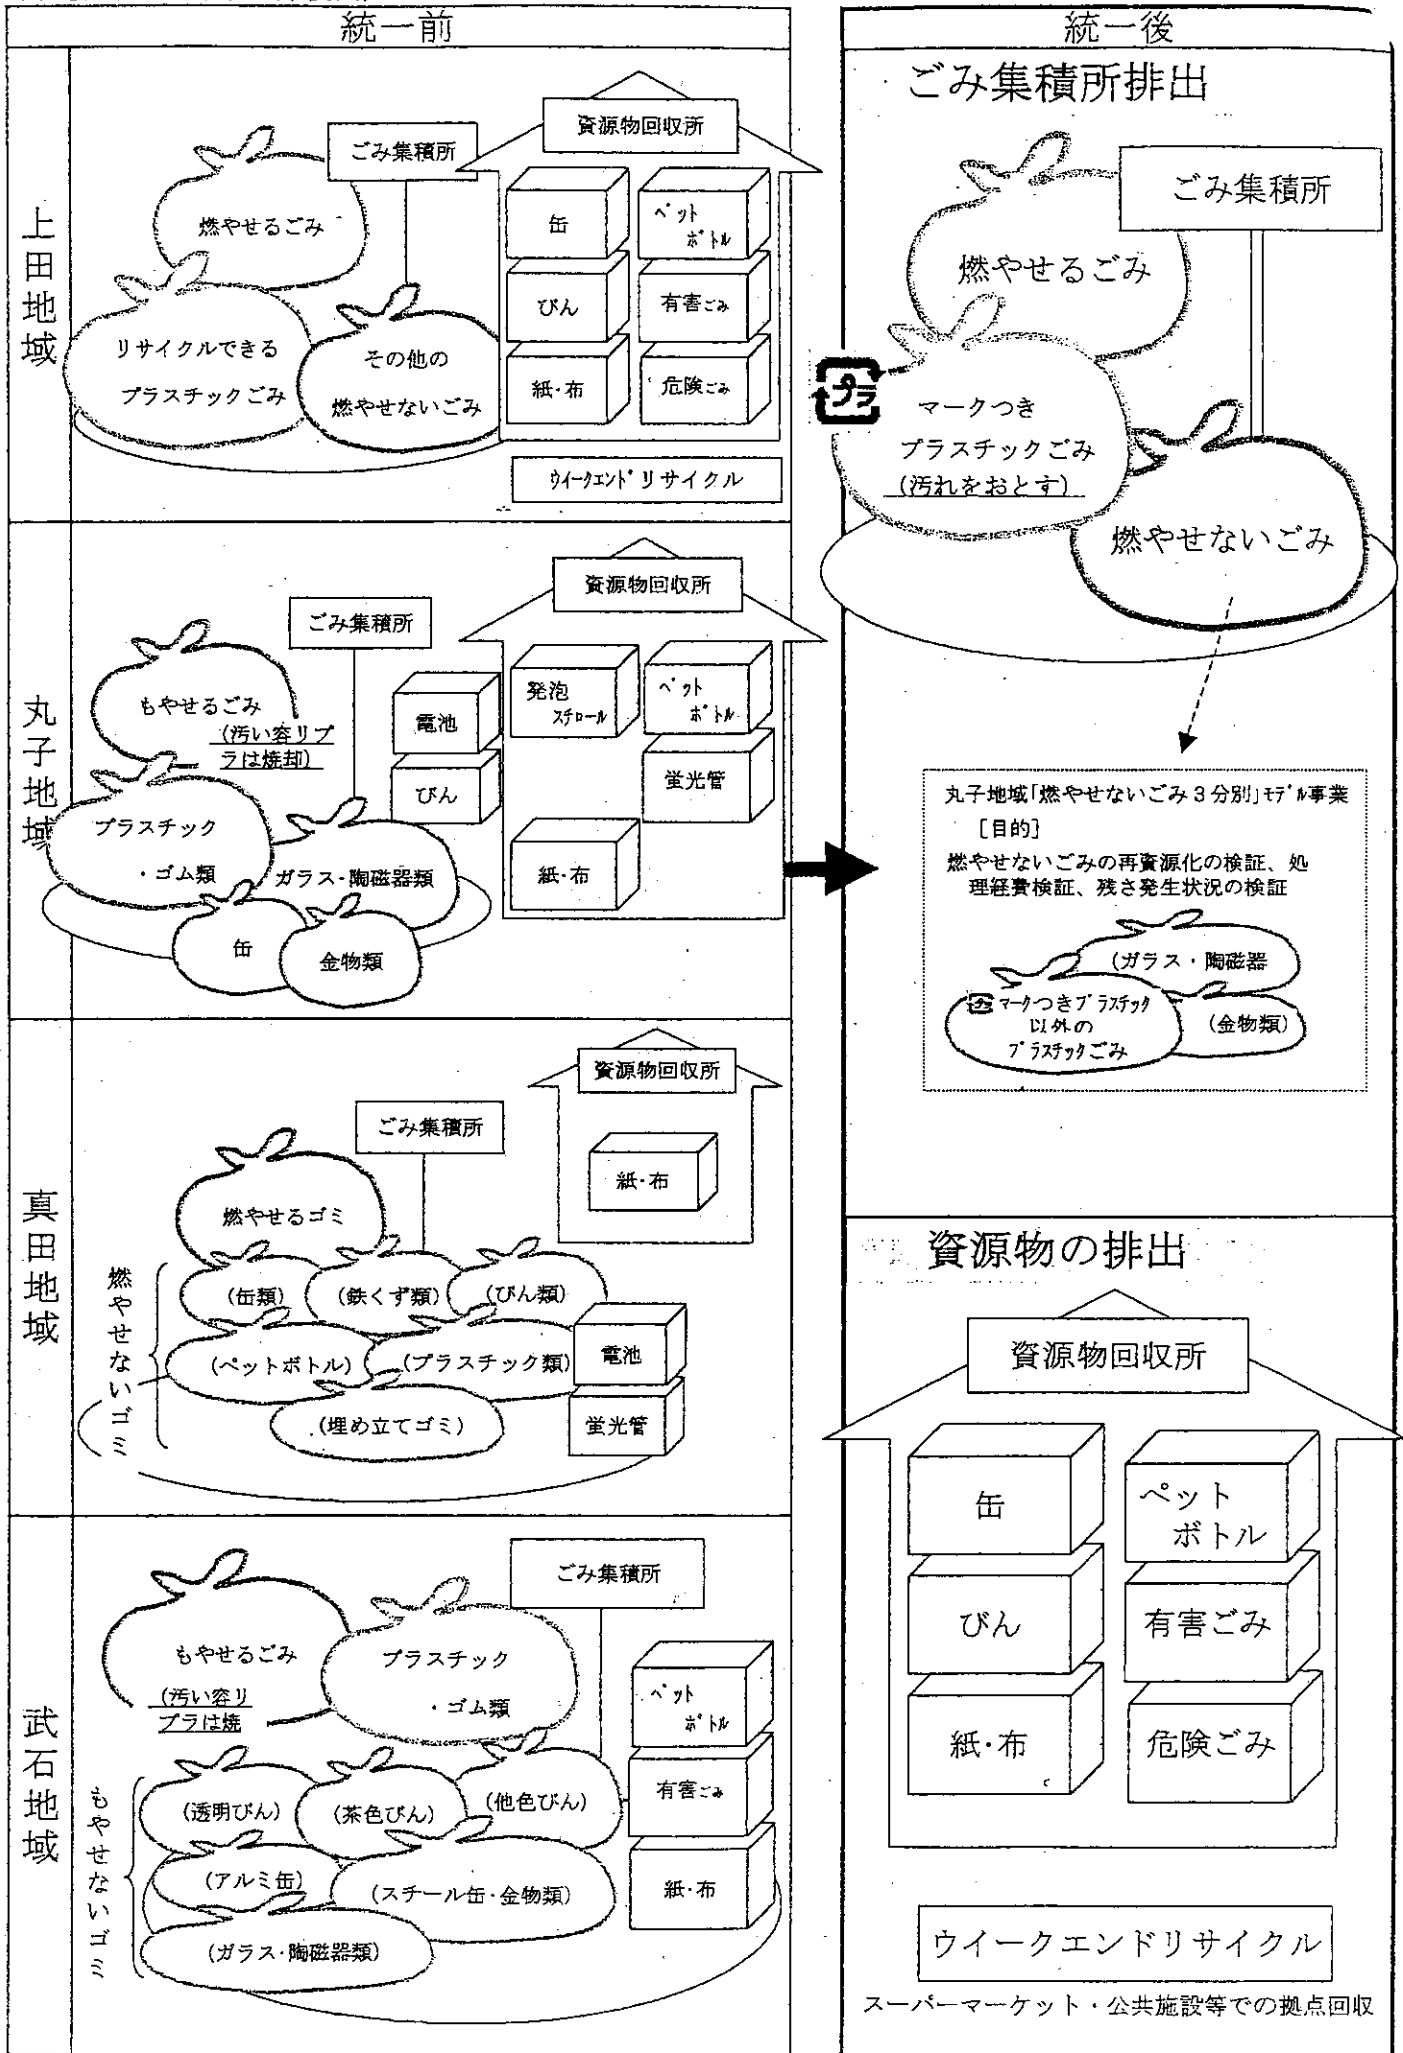 統一前
上田地域
資源物回収所
ごみ集積所
燃やせるごみ
リサイクルできる
プラスチックごみ
その他の
燃やせないごみ
缶
ペット
ボトル
びん
有害ごみ
紙・布
危険ごみ
ウイークエンドリサイクル
丸子地域
資源物回収所
ごみ集積所
もやせるごみ
(汚い容リプ
ラは焼却)
プラスチック
・ゴム類
ガラス・陶磁器類
缶
金物類
電池
びん
発泡
スチロール
ペット
ボトル
蛍光管
紙・布
真田地域
資源物回収所
ごみ集積所
紙・布
燃やせるゴミ
燃やせないゴミ
(缶類)
(鉄くず類)
(びん類)
(ペットボトル)
(プラスチック類)
(埋め立てゴミ)
電池
蛍光管
武石地域
ごみ集積所
もやせるごみ
(汚い容リ
プラは焼
プラスチック
・ゴム類
もやせないゴミ
(透明びん)
(茶色びん)
(他色びん)
(アルミ缶)
(スチール缶・金物類)
(ガラス・陶磁器類)
ペット
ボトル
有害ごみ
紙・布
統一後
ごみ集積所排出
ごみ集積所
燃やせるごみ
プラ
マークつき
プラスチックごみ
(汚れをおとす)
燃やせないごみ
丸子地域「燃やせないごみ3分別」モデル事業
[目的]
燃やせないごみの再資源化の検証、処
理経費検証、残さ発生状況の検証
(ガラス・陶磁器
プラ マークつきプラスチック
以外の
プラスチックごみ
(金物類)
資源物の排出
資源物回収所
缶
ペット
ボトル
びん
有害ごみ
紙・布
危険ごみ
ウイークエンドリサイクル
スーパーマーケット・公共施設等での拠点回収